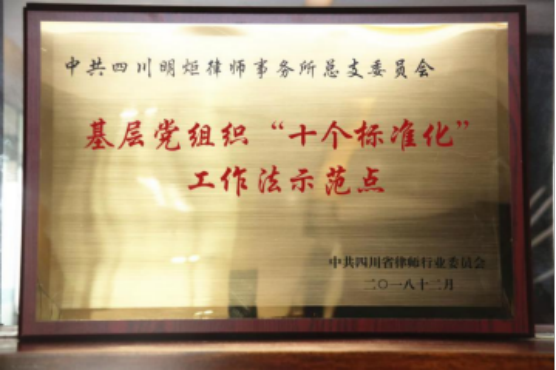 中共四川明炬律师事务所总支委员会
基层党组织“十个标准化”
工作法示范点
中共四川省律师行业委员会
二〇一八十二月